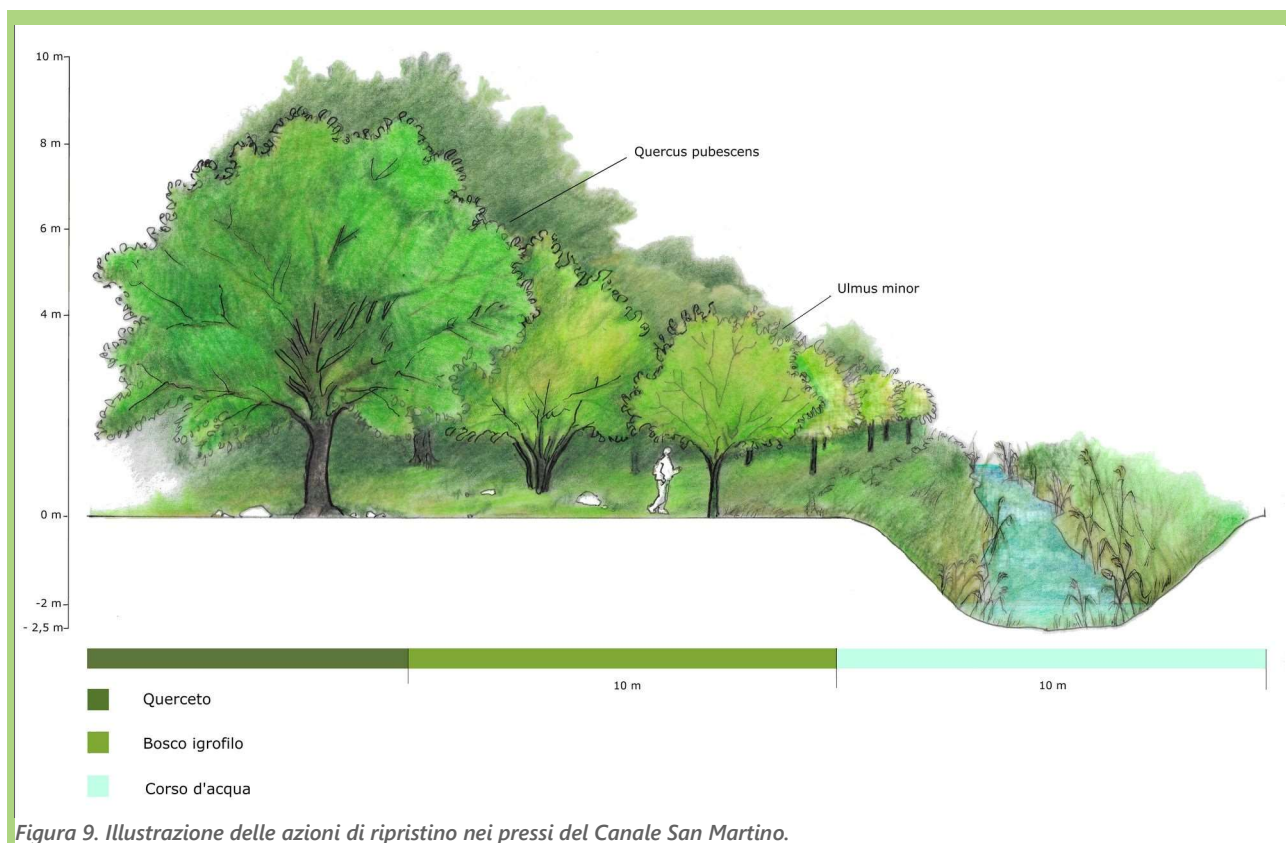 10 m
8 m
6 m
4 m
0 m
-2 m
- 2,5 m
Quercus pubescens
Ulmus minor
10 m
10 m
Querceto
Bosco igrofilo
Corso d'acqua
Figura 9. Illustrazione delle azioni di ripristino nei pressi del Canale San Martino.